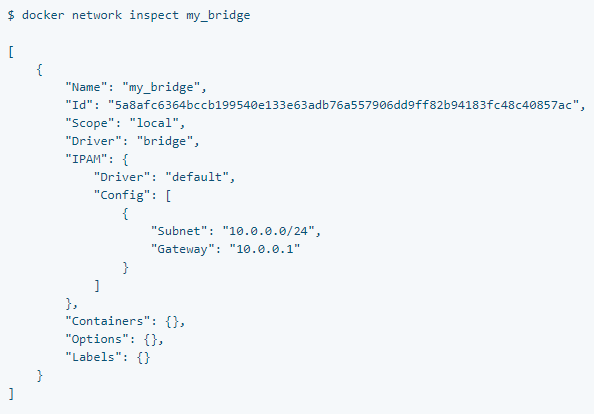 $ docker network inspect my_bridge
[
    {
        "Name": "my_bridge",
        "Id": "5a8afc6364bccb199540e133e63adb76a557906dd9ff82b94183fc48c40857ac",
        "Scope": "local",
        "Driver": "bridge",
        "IPAM": {
            "Driver": "default",
            "Config": [
                {
                    "Subnet": "10.0.0.0/24",
                    "Gateway": "10.0.0.1"
                }
            ]
        },
        "Containers": {},
        "Options": {},
        "Labels": {}
    }
]